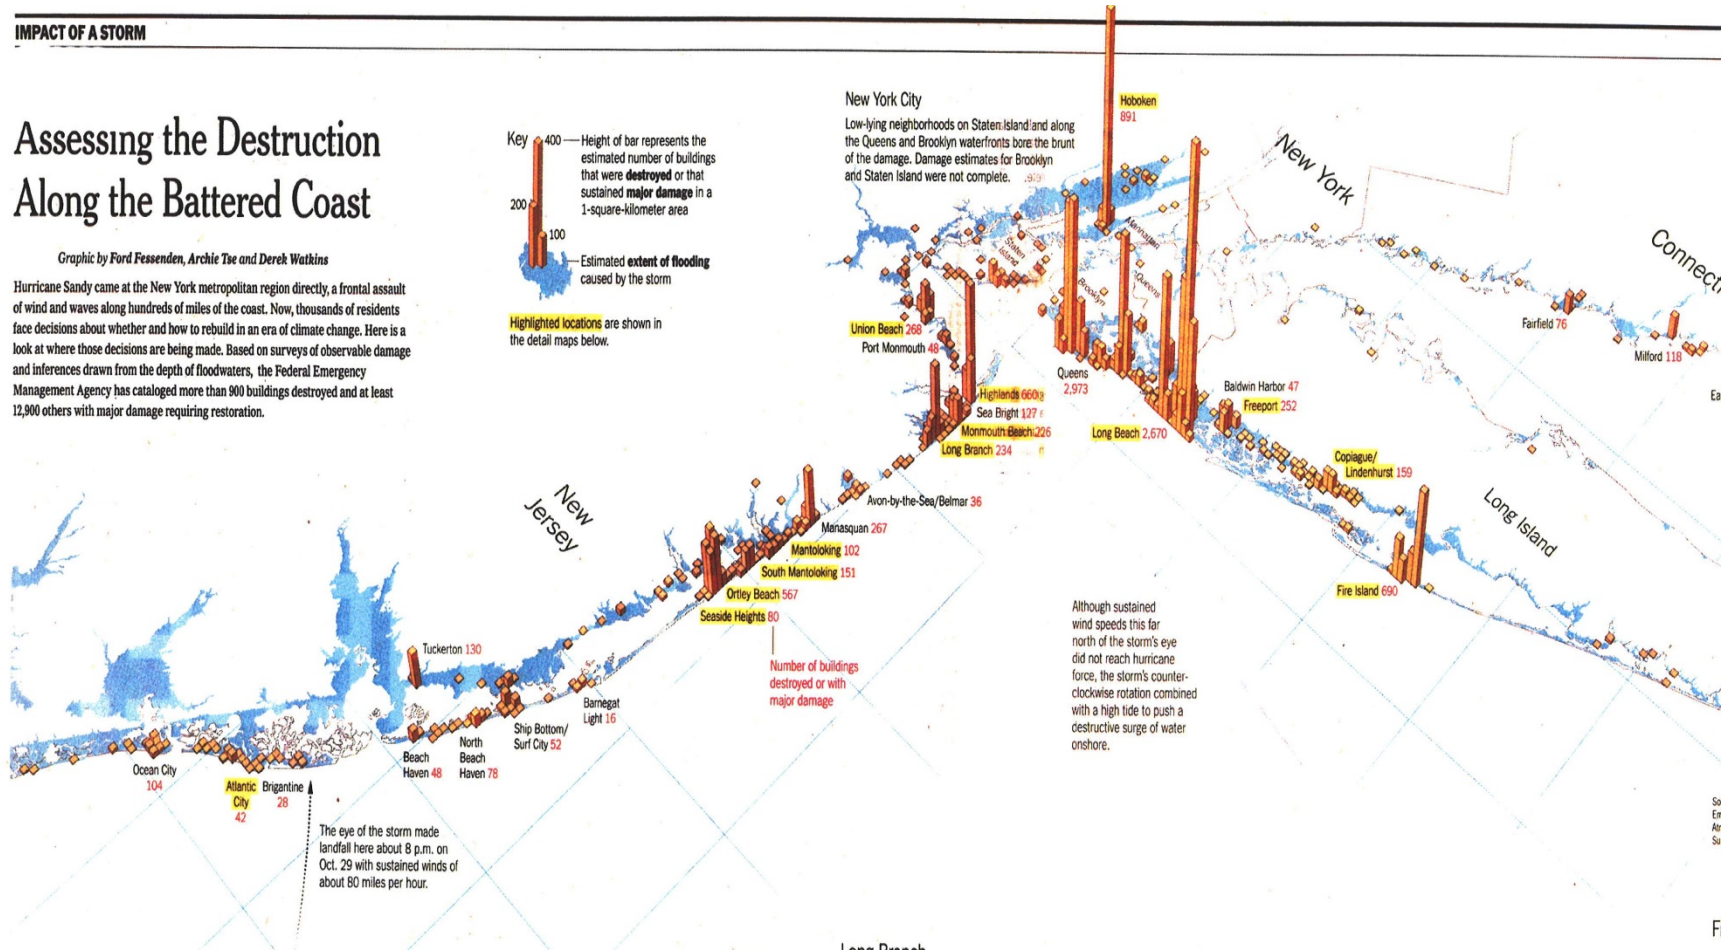 IMPACT OF A STORM
Assessing the Destruction
Along the Battered Coast
Graphic by Ford Fessenden, Archie Tse and Derek Watkins
Hurricane Sandy came at the New York metropolitan region directly, a frontal assault
of wind and waves along hundreds of miles of the coast. Now, thousands of residents
face decisions about whether and how to rebuild in an era of climate change. Here is a
look at where those decisions are being made. Based on surveys of observable damage
and inferences drawn from the depth of floodwaters, the Federal Emergency
Management Agency has cataloged more than 900 buildings destroyed and at least
12,900 others with major damage requiring restoration.
Key
400
200
100
Height of bar represents the
estimated number of buildings
that were destroyed or that
sustained major damage in a
1-square-kilometer area
Estimated extent of flooding
caused by the storm
Highlighted locations are shown in
the detail maps below.
New York City
Low-lying neighborhoods on Staten Island and along
the Queens and Brooklyn waterfronts bore the brunt
of the damage. Damage estimates for Brooklyn
and Staten Island were not complete.
Hoboken
891
New York
Connecti
Manhattan
Staten
Island
Brooklyn
Queens
Union Beach 268
Port Monmouth 48
Fairfield 76
Milford 118
Ea
Queens
2,973
Highlands 660
Sea Bright 127
Monmouth Beach 226
Long Branch 234
Long Beach 2,670
Baldwin Harbor 47
Freeport 252
Copiague/
Lindenhurst 159
Long Island
New
Jersey
Avon-by-the-Sea/Belmar 36
Manasquan 267
Mantoloking 102
South Mantoloking 151
Ortley Beach 567
Seaside Heights 80
Number of buildings
destroyed or with
major damage
Fire Island 690
Although sustained
wind speeds this far
north of the storm's eye
did not reach hurricane
force, the storm's counter-
clockwise rotation combined
with a high tide to push a
destructive surge of water
onshore.
Tuckerton 130
Barnegat
Light 16
Ship Bottom/
Surf City 52
North
Beach
Haven 78
Beach
Haven 48
Ocean City
104
Atlantic
City
42
Brigantine
28
The eye of the storm made
landfall here about 8 p.m. on
Oct. 29 with sustained winds of
about 80 miles per hour.
So
Em
Atr
Su
Long Branch